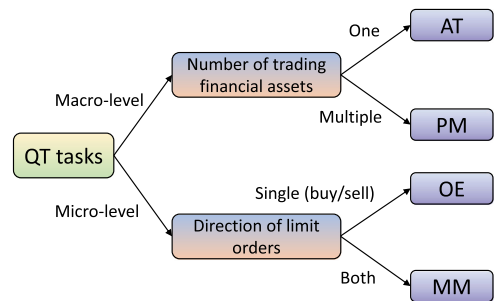 One
AT
Number of trading
financial assets
Macro-level
Multiple
PM
QT tasks
Single (buy/sell)
OE
Micro-level
Direction of limit
orders
Both
MM